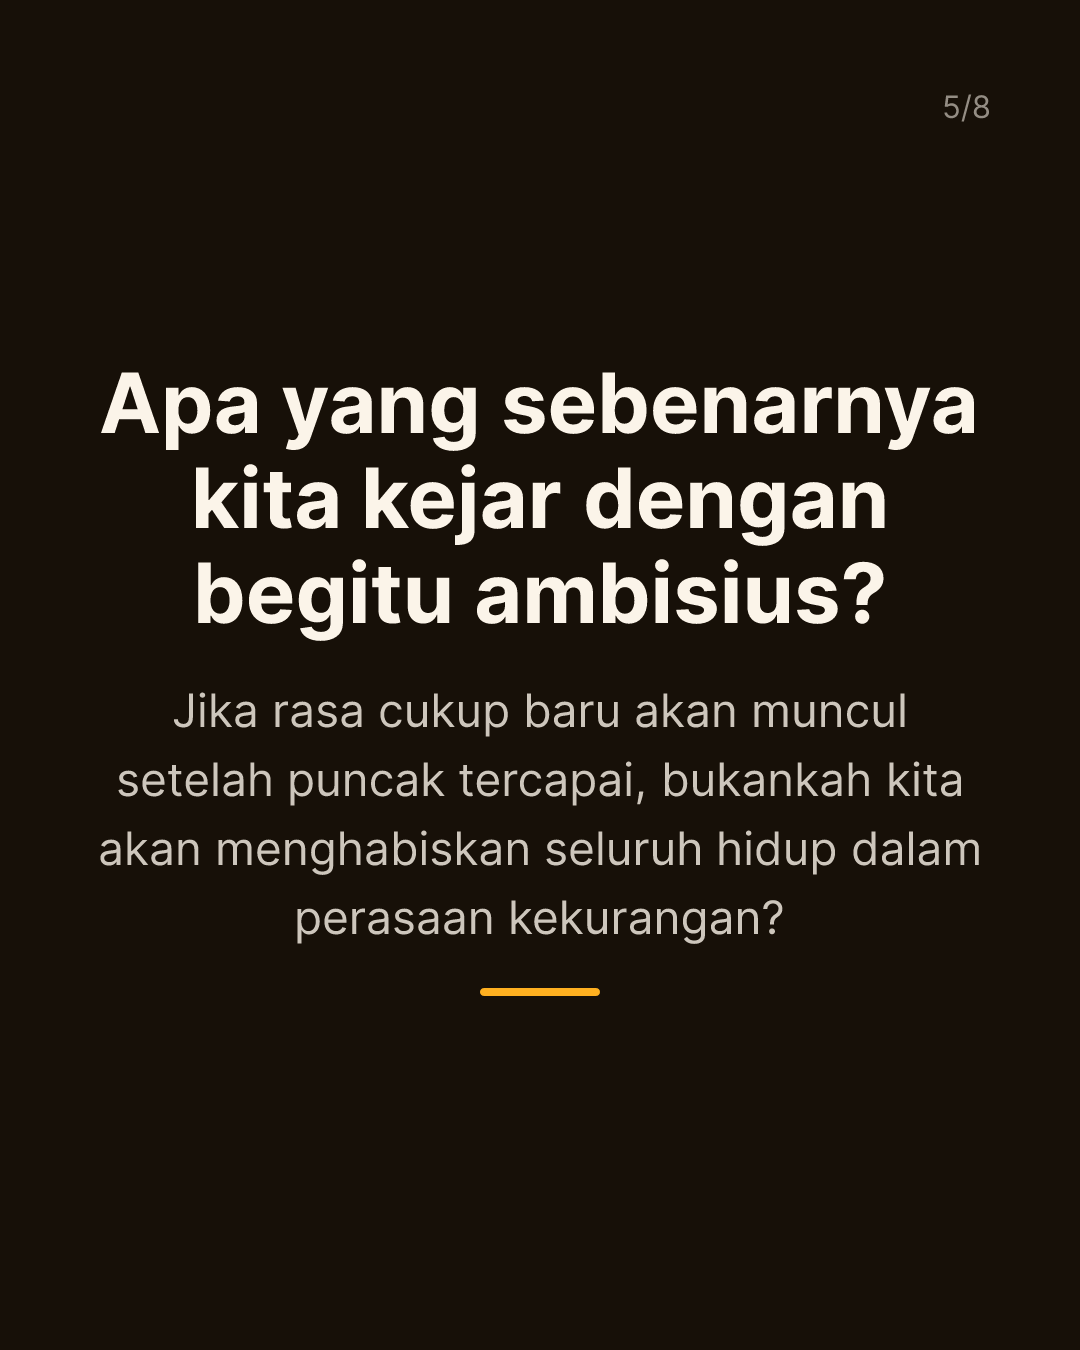 5/8
Apa yang sebenarnya
kita kejar dengan
begitu ambisius?
Jika rasa cukup baru akan muncul
setelah puncak tercapai, bukankah kita
akan menghabiskan seluruh hidup dalam
perasaan kekurangan?